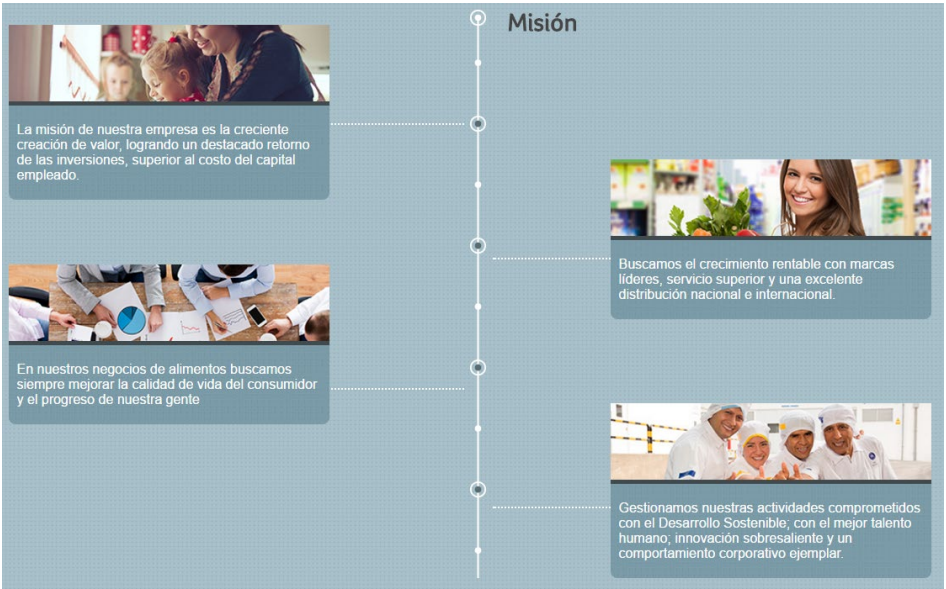 Misión
La misión de nuestra empresa es la creciente
creación de valor, logrando un destacado retorno
de las inversiones, superior al costo del capital
empleado.
Buscamos el crecimiento rentable con marcas
líderes, servicio superior y una excelente
distribución nacional e internacional.
En nuestros negocios de alimentos buscamos
siempre mejorar la calidad de vida del consumidor
y el progreso de nuestra gente
Gestionamos nuestras actividades comprometidos
con el Desarrollo Sostenible; con el mejor talento
humano; innovación sobresaliente y un
comportamiento corporativo ejemplar.